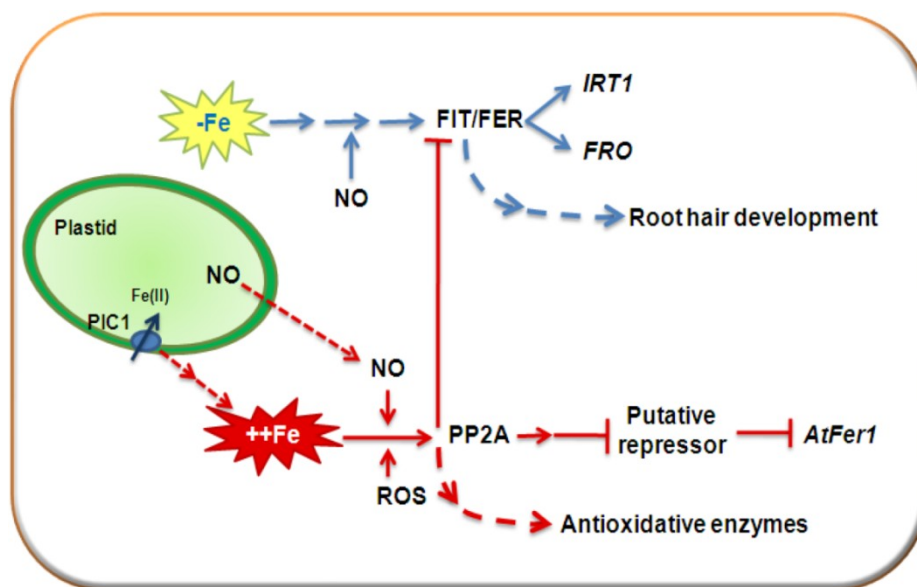 IRT1
-Fe
FIT/FER
FRO
NO
Plastid
Root hair development
NO
Fe(II)
PIC1
NO
++Fe
PP2A
Putative
repressor
AtFer1
ROS
Antioxidative enzymes